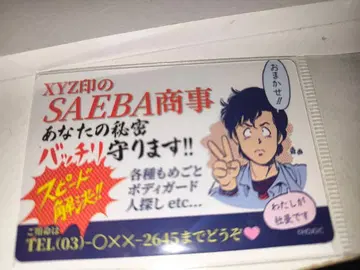 XYZ印の
SAEBA商事
おまかせ!!
あなたの秘密
バッチリ守ります!!
スピード
解決!!
各種もめごと
ボディガード
人探し etc...
わたしが
社長です
ご用命は
TEL(03)-〇××-2645までどうぞ